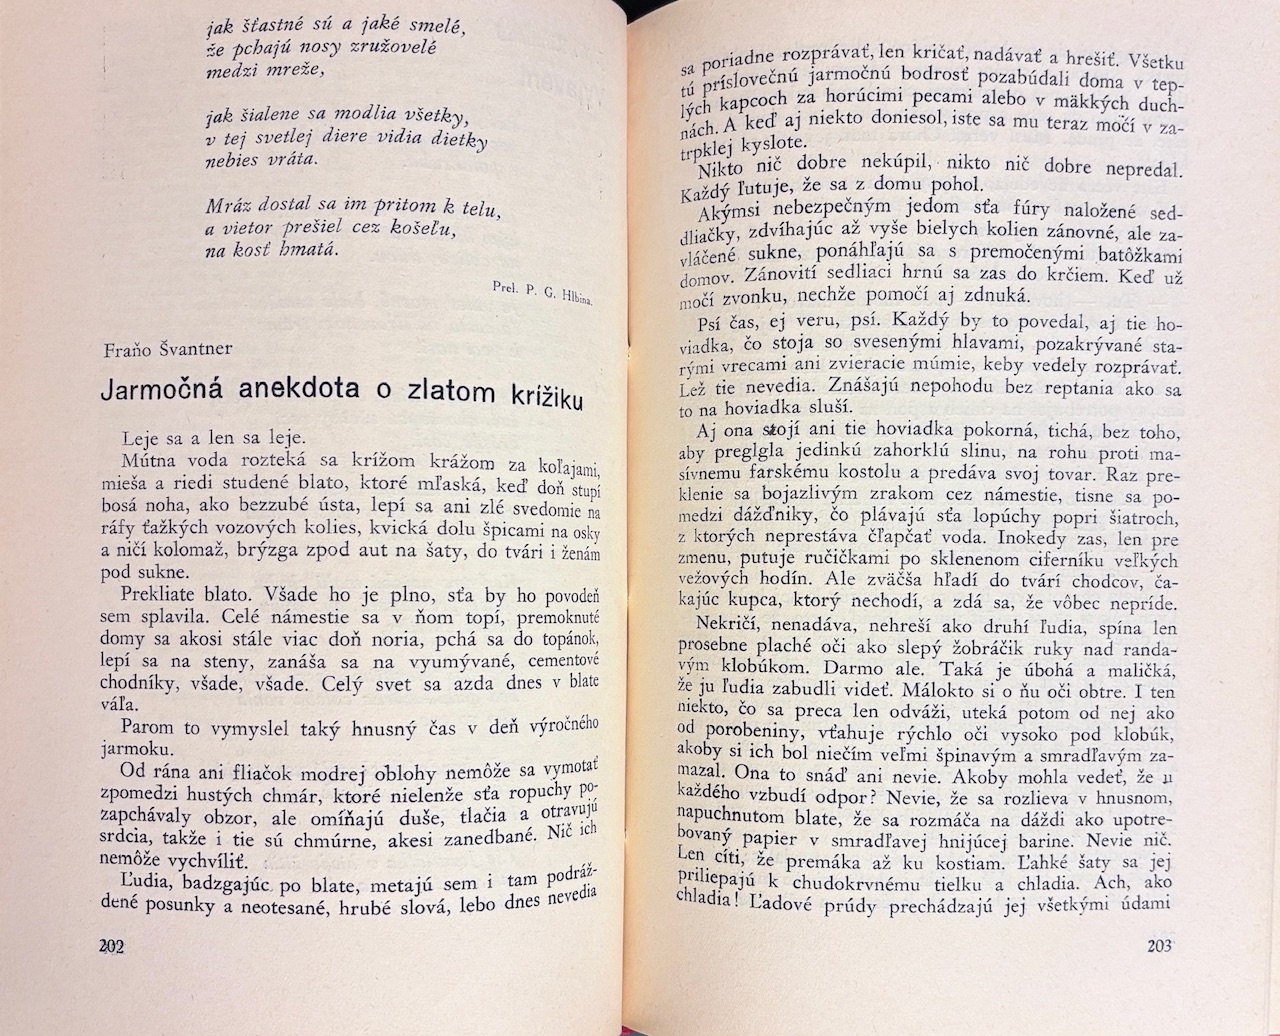 jak šťastné sú a jaké smelé,
že pchajú nosy zružovelé
medzi mreže,
jak šialene sa modlia všetky,
v tej svetlej diere vidia dietky
nebies vráta.
Mráz dostal sa im pritom k telu,
a vietor prešiel cez košeľu,
na kosť hmatá.
Prel. P. G. Hlbina.
Fraňo Švantner
Jarmočná anekdota o zlatom krížiku
Leje sa a len sa leje.
Mútna voda rozteká sa krížom krážom za koľajami,
mieša a riedi studené blato, ktoré mľaská, keď doň stupí
bosá noha, ako bezzubé ústa, lepí sa ani zlé svedomie na
ráfy ťažkých vozových kolies, kvická dolu špicami na osky
a ničí kolomaž, brýzga zpod aut na šaty, do tvári i ženám
pod sukne.
Prekliate blato. Všade ho je plno, sťa by ho povodeň
sem splavila. Celé námestie sa v ňom topí, premoknuté
domy sa akosi stále viac doň noria, pchá sa do topánok,
lepí sa na steny, zanáša sa na vyumývané, cementové
chodníky, všade, všade. Celý svet sa azda dnes v blate
váľa.
Parom to vymyslel taký hnusný čas v deň výročného
jarmoku.
Od rána ani fliačok modrej oblohy nemôže sa vymotať
zpomedzi hustých chmár, ktoré nielenže sťa ropuchy po-
zapchávaly obzor, ale omíňajú duše, tlačia a otravujú
srdcia, takže i tie sú chmúrne, akesi zanedbané. Nič ich
nemôže vychvíliť.
Ľudia, badzgajúc po blate, metajú sem i tam podráž-
dené posunky a neotesané, hrubé slová, lebo dnes nevedia
202
sa poriadne rozprávať, len kričať, nadávať a hrešiť. Všetku
tú príslovečnú jarmočnú bodrosť pozabúdali doma v tep-
lých kapcoch za horúcimi pecami alebo v mäkkých duch-
nách. A keď aj niekto doniesol, iste sa mu teraz močí v za-
trpklej kyslote.
Nikto nič dobre nekúpil, nikto nič dobre nepredal.
Každý ľutuje, že sa z domu pohol.
Akýmsi nebezpečným jedom sťa fúry naložené sed-
dliačky, zdvíhajúc až vyše bielych kolien zánovné, ale za-
vláčené sukne, ponáhľajú sa s premočenými batôžkami
domov. Zánovití sedliaci hrnú sa zas do krčiem. Keď už
močí zvonku, nechže pomočí aj zdnuká.
Psí čas, ej veru, psí. Každý by to povedal, aj tie ho-
viadka, čo stoja so svesenými hlavami, pozakrývané sta-
rými vrecami ani zvieracie múmie, keby vedely rozprávať.
Lež tie nevedia. Znášajú nepohodu bez reptania ako sa
to na hoviadka sluší.
Aj ona stojí ani tie hoviadka pokorná, tichá, bez toho,
aby preglgla jedinkú zahorklú slinu, na rohu proti ma-
sívnemu farskému kostolu a predáva svoj tovar. Raz pre-
klenie sa bojazlivým zrakom cez námestie, tisne sa po-
medzi dážďniky, čo plávajú sťa lopúchy popri šiatroch,
z ktorých neprestáva čľapčať voda. Inokedy zas, len pre
zmenu, putuje ručičkami po sklenenom ciferníku veľkých
vežových hodín. Ale zväčša hľadí do tvárí chodcov, ča-
kajúc kupca, ktorý nechodí, a zdá sa, že vôbec nepríde.
Nekričí, nenadáva, nehreší ako druhí ľudia, spína len
prosebne plaché oči ako slepý žobráčik ruky nad randa-
vým klobúkom. Darmo ale. Taká je úbohá a maličká,
že ju ľudia zabudli videť. Málokto si o ňu oči obtre. I ten
niekto, čo sa preca len odváži, uteká potom od nej ako
od porobeniny, vťahuje rýchlo oči vysoko pod klobúk,
akoby si ich bol niečím veľmi špinavým a smradľavým za-
mazal. Ona to snáď ani nevie. Akoby mohla vedeť, že u
každého vzbudí odpor? Nevie, že sa rozlieva v hnusnom,
napuchnutom blate, že sa rozmáča na dáždi ako upotre-
bovaný papier v smradľavej hnijúcej barine. Nevie nič.
Len cíti, že premáka až ku kostiam. Ľahké šaty sa jej
priliepajú k chudokrvnému tielku a chladia. Ach, ako
chladia! Ľadové prúdy prechádzajú jej všetkými údami
203